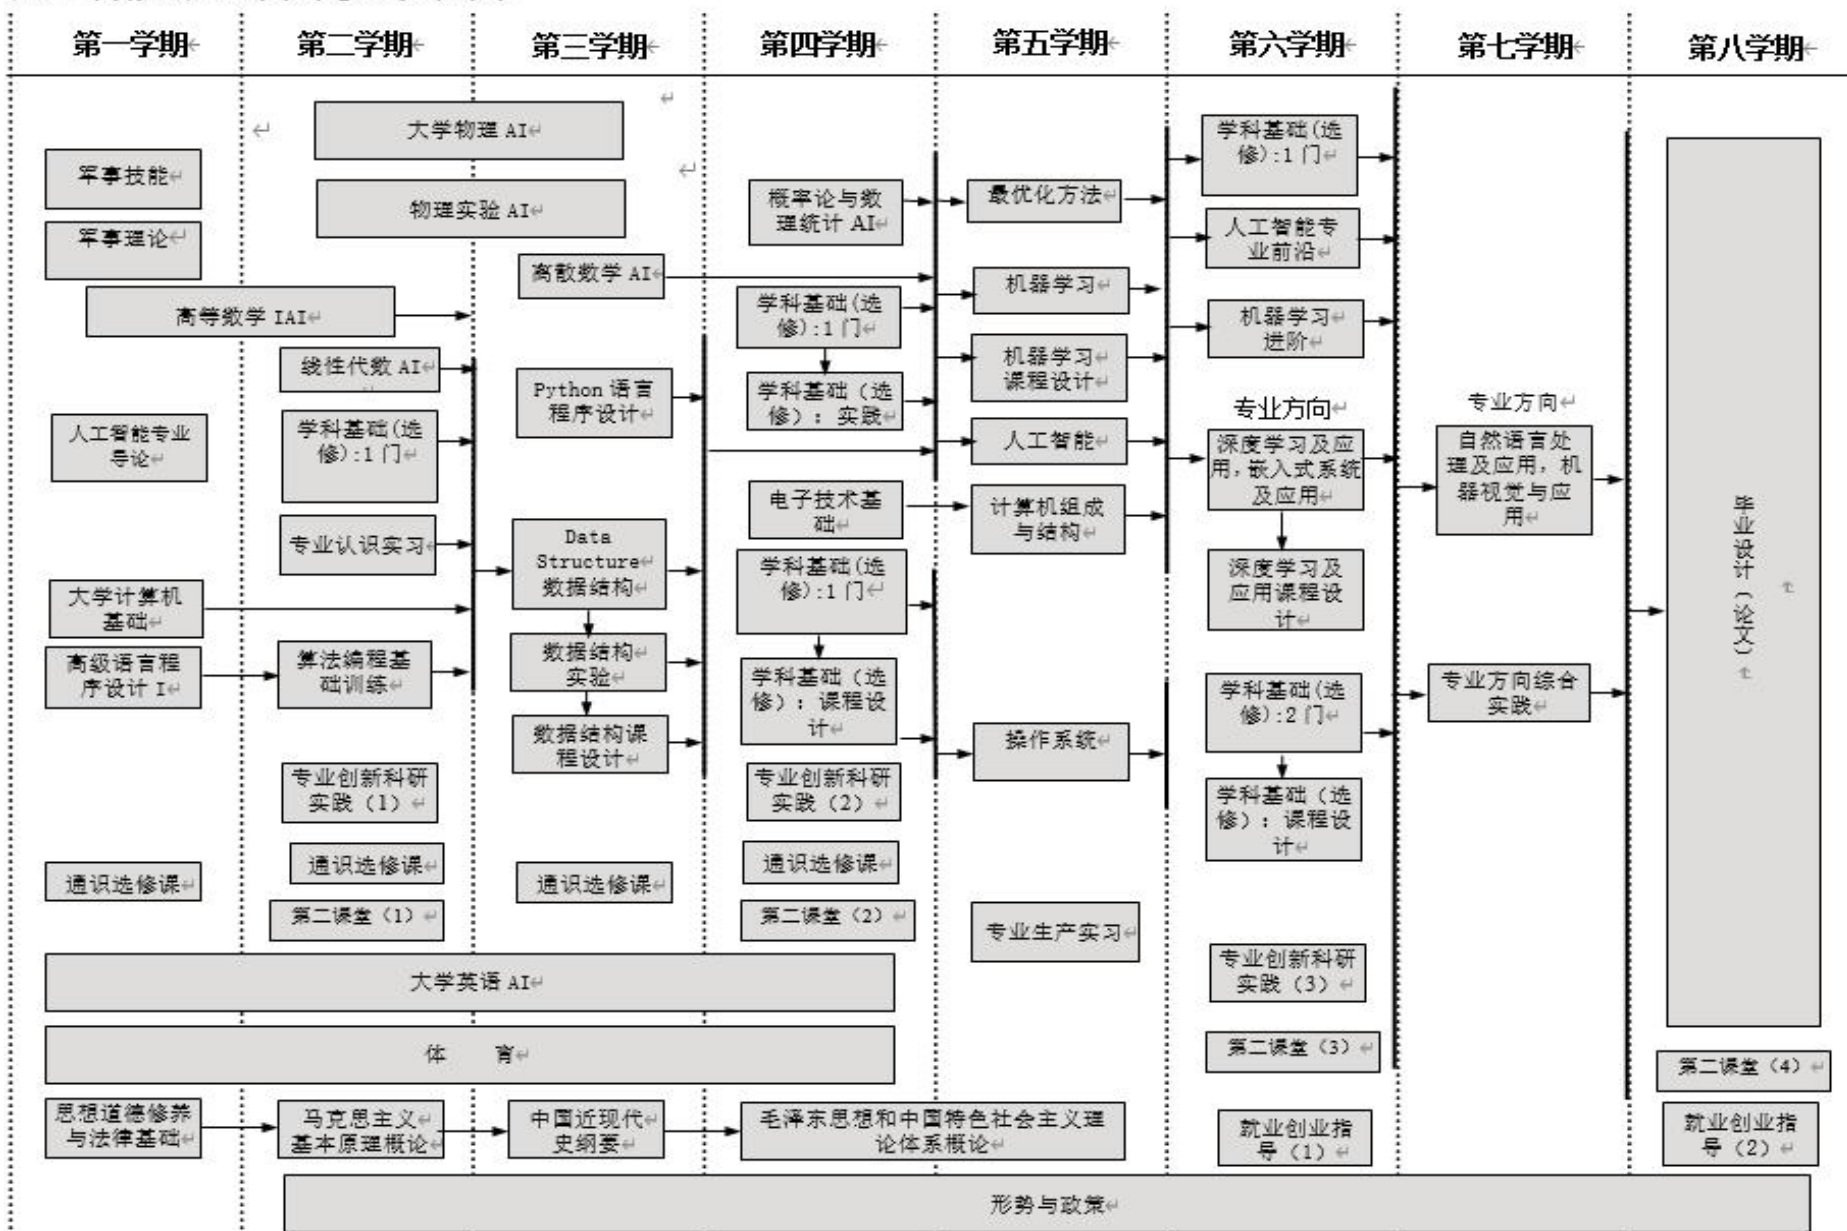 第一学期
第二学期
第三学期
第四学期
第五学期
第六学期
第七学期
第八学期
军事技能
军事理论
高等数学 IAI
人工智能专业
导论
大学计算机
基础
高级语言程
序设计 I
通识选修课
大学物理 AI
物理实验 AI
线性代数 AI
学科基础(选
修):1 门
专业认识实习
算法编程基
础训练
专业创新科研
实践（1）
通识选修课
第二课堂（1）
离散数学 AI
Python 语言
程序设计
Data
Structure
数据结构
数据结构
实验
数据结构课
程设计
通识选修课
概率论与数
理统计 AI
学科基础(选
修):1 门
学科基础（选
修）：实践
电子技术基
础
学科基础(选
修):1 门
学科基础（选
修）：课程设
计
专业创新科研
实践（2）
通识选修课
第二课堂（2）
最优化方法
机器学习
机器学习
课程设计
人工智能
计算机组成
与结构
操作系统
专业生产实习
学科基础(选
修):1 门
人工智能专
业前沿
机器学习
进阶
专业方向
深度学习及应
用,嵌入式系统
及应用
深度学习及
应用课程设
计
学科基础(选
修):2 门
学科基础（选
修）：课程设
计
专业创新科研
实践（3）
第二课堂（3）
就业创业指
导（1）
专业方向
自然语言处
理及应用，机
器视觉与应
用
专业方向综合
实践
毕业设计（论文）
第二课堂（4）
就业创业指
导（2）
大学英语 AI
体 育
思想道德修养
与法律基础
马克思主义
基本原理概论
中国近现代
史纲要
毛泽东思想和中国特色社会主义理
论体系概论
形势与政策